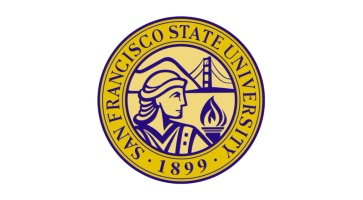 SAN FRANCISCO STATE UNIVERSITY
· 1899 ·